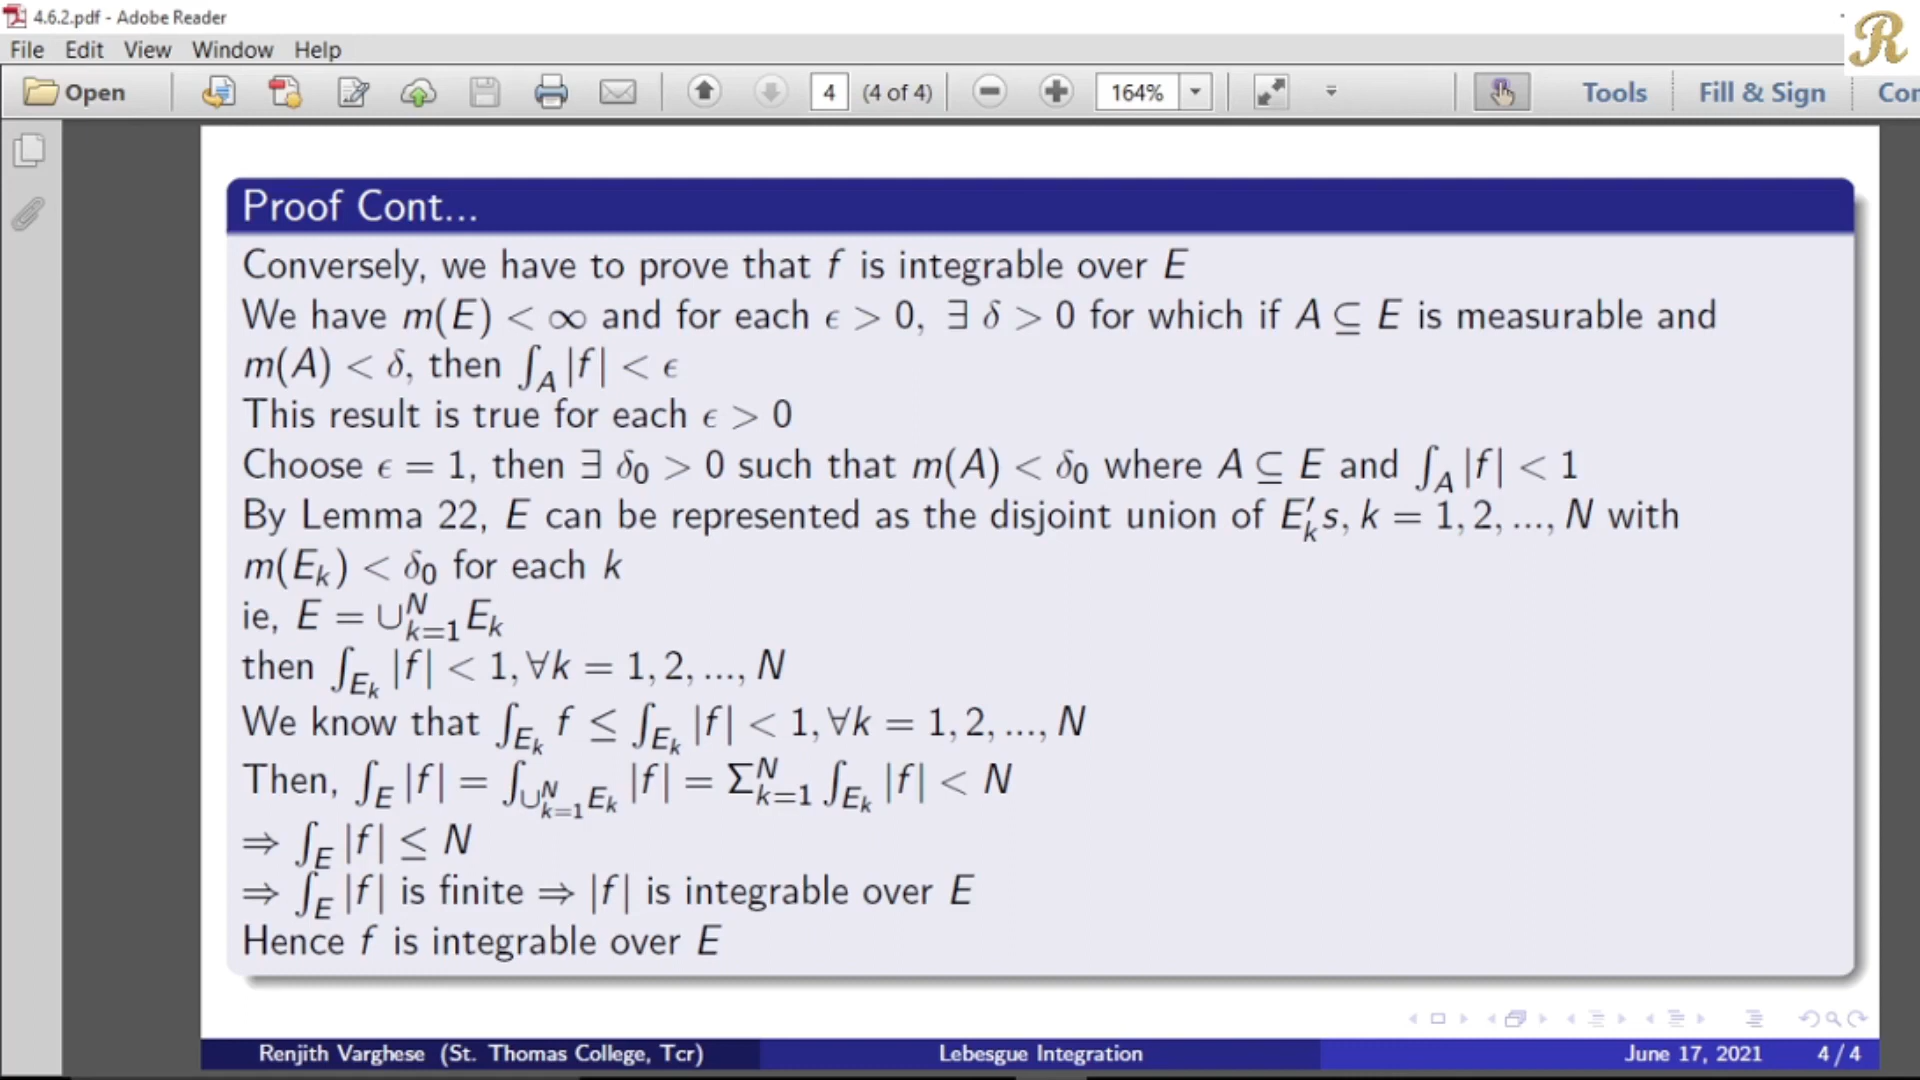 4.6.2.pdf - Adobe Reader
R
File Edit View Window Help
Open 4 (4 of 4) 164% Tools Fill & Sign Cor
Proof Cont...
Conversely, we have to prove that f is integrable over E
We have m(E) < ∞ and for each ϵ > 0, ∃ δ > 0 for which if A ⊆ E is measurable and
m(A) < δ, then ∫_A |f| < ϵ
This result is true for each ϵ > 0
Choose ϵ = 1, then ∃ δ₀ > 0 such that m(A) < δ₀ where A ⊆ E and ∫_A |f| < 1
By Lemma 22, E can be represented as the disjoint union of E′_k s, k = 1, 2, ..., N with
m(E_k) < δ₀ for each k
ie, E = ∪_{k=1}^N E_k
then ∫_{E_k} |f| < 1, ∀k = 1, 2, ..., N
We know that ∫_{E_k} f ≤ ∫_{E_k} |f| < 1, ∀k = 1, 2, ..., N
Then, ∫_E |f| = ∫_{∪_{k=1}^N E_k} |f| = Σ_{k=1}^N ∫_{E_k} |f| < N
⇒ ∫_E |f| ≤ N
⇒ ∫_E |f| is finite ⇒ |f| is integrable over E
Hence f is integrable over E
Renjith Varghese (St. Thomas College, Tcr) Lebesgue Integration June 17, 2021 4 / 4